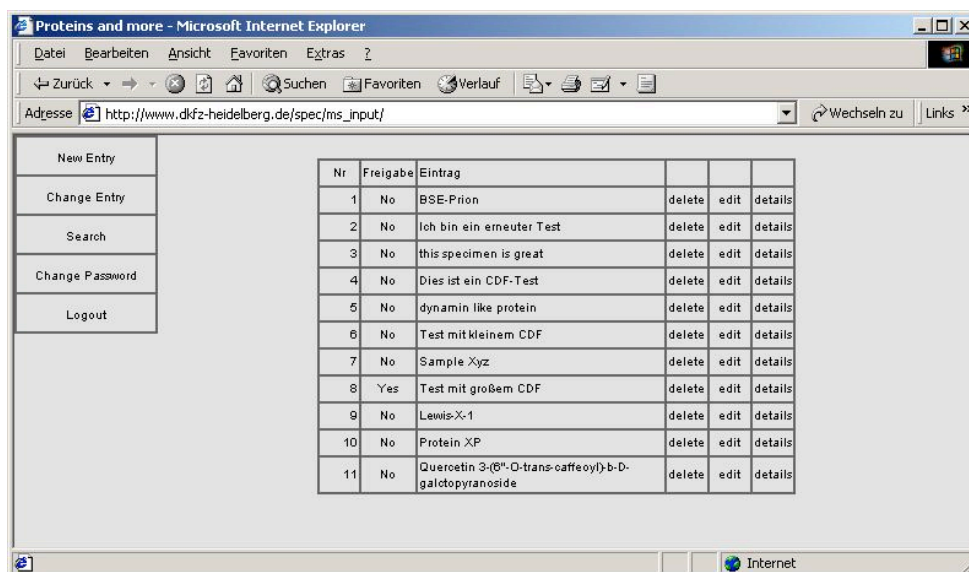 Proteins and more - Microsoft Internet Explorer
Datei Bearbeiten Ansicht Favoriten Extras ?
Zurück Suchen Favoriten Verlauf
Adresse http://www.dkfz-heidelberg.de/spec/ms_input/ Wechseln zu Links »
New Entry
Change Entry
Search
Change Password
Logout
Nr Freigabe Eintrag
1 No BSE-Prion delete edit details
2 No Ich bin ein erneuter Test delete edit details
3 No this specimen is great delete edit details
4 No Dies ist ein CDF-Test delete edit details
5 No dynamin like protein delete edit details
6 No Test mit kleinem CDF delete edit details
7 No Sample Xyz delete edit details
8 Yes Test mit großem CDF delete edit details
9 No Lewis-X-1 delete edit details
10 No Protein XP delete edit details
11 No Quercetin 3-(6"-O-trans-caffeoyl)-b-D-
galctopyranoside delete edit details
Internet